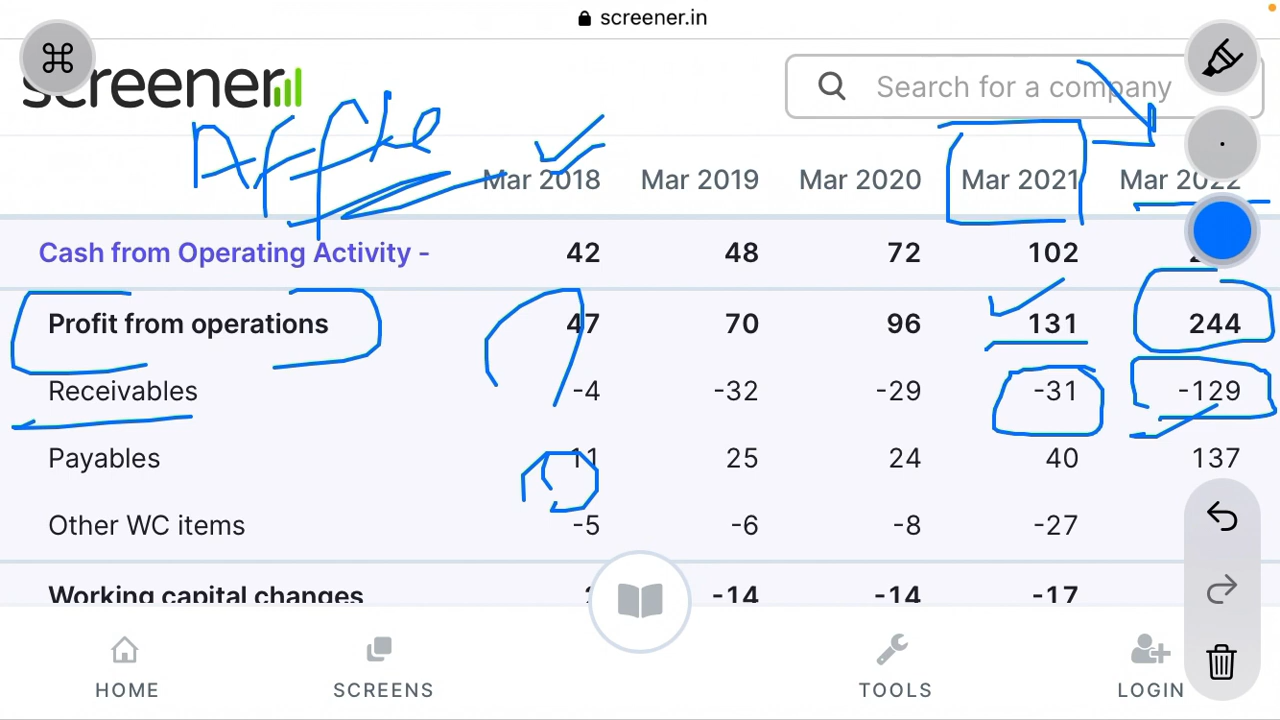 screener.in
screener
Search for a company
Affle
Mar 2018 Mar 2019 Mar 2020 Mar 2021 Mar 2022
Cash from Operating Activity - 42 48 72 102
Profit from operations 47 70 96 131 244
Receivables -4 -32 -29 -31 -129
Payables 11 25 24 40 137
Other WC items -5 -6 -8 -27
Working capital changes -14 -14 -17
HOME SCREENS TOOLS LOGIN